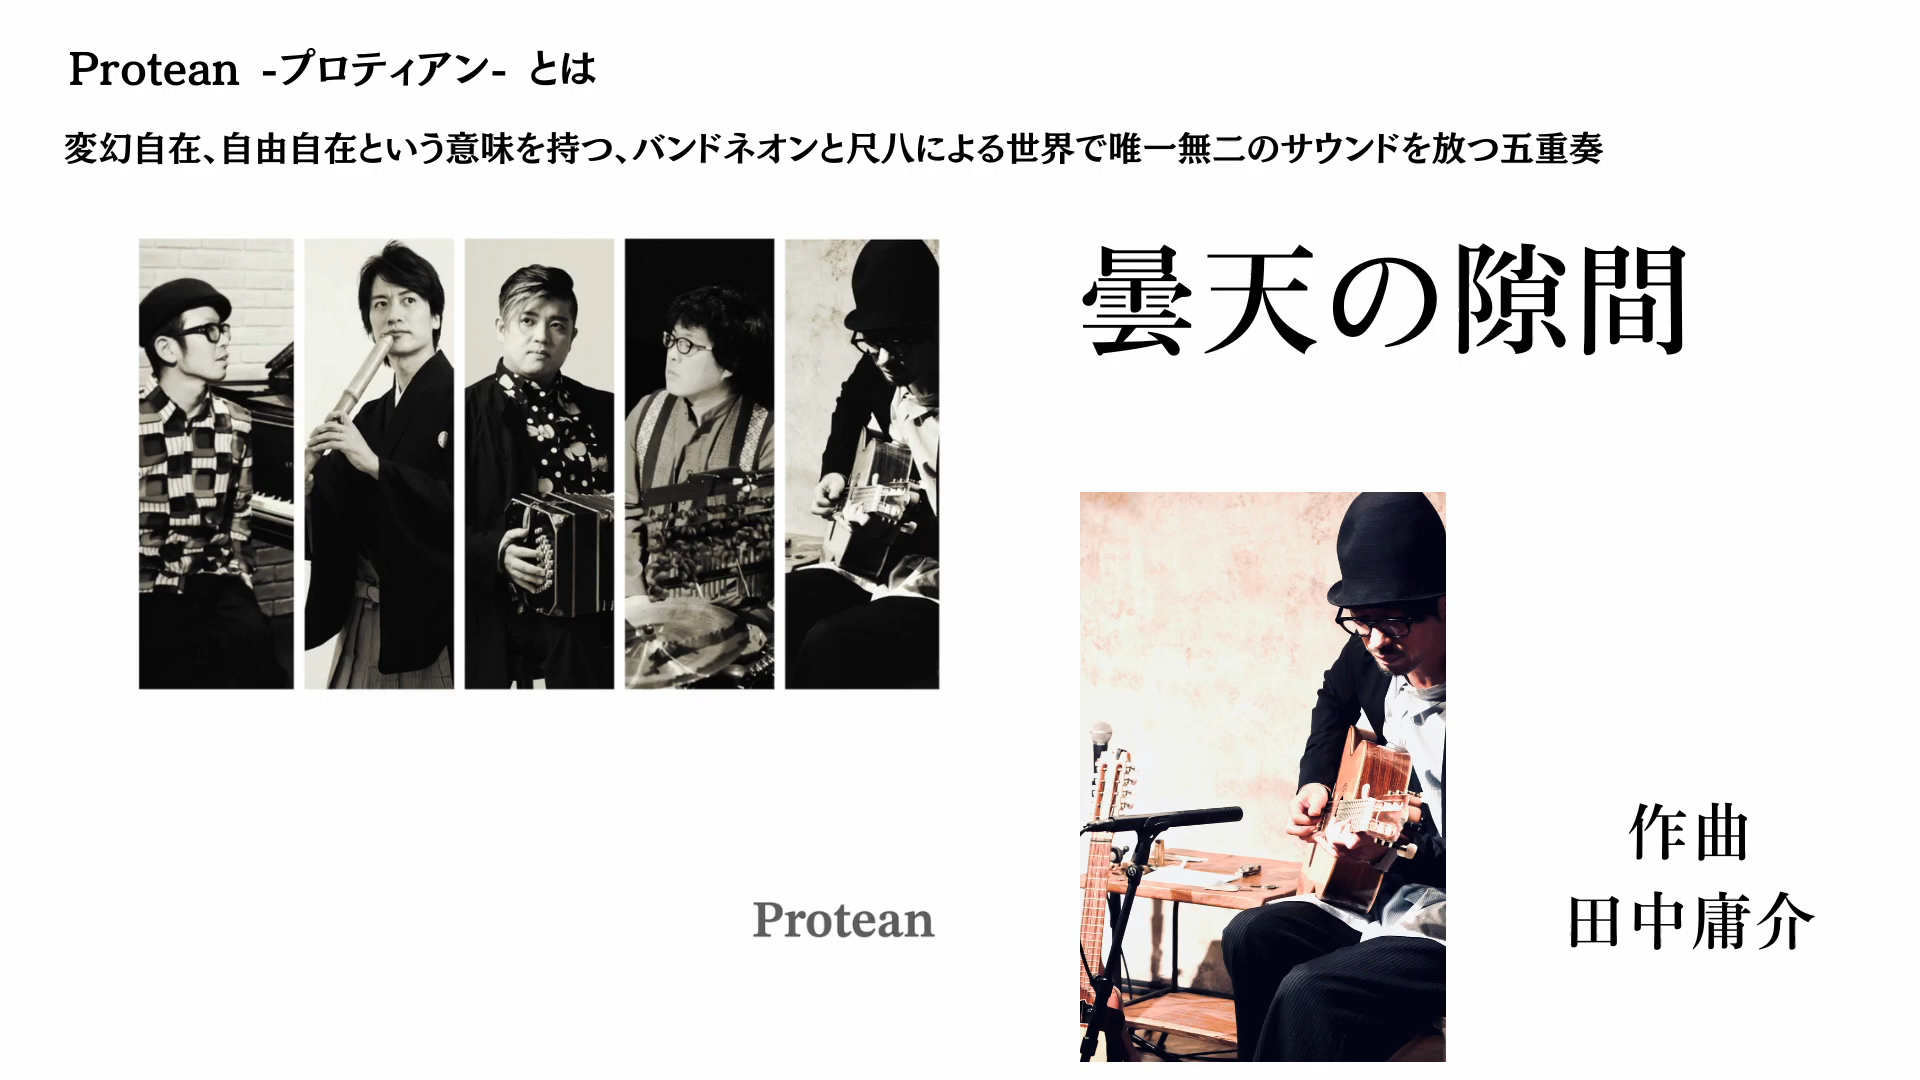 Protean -プロティアン- とは
変幻自在、自由自在という意味を持つ、バンドネオンと尺八による世界で唯一無二のサウンドを放つ五重奏
曇天の隙間
Protean
作曲
田中庸介